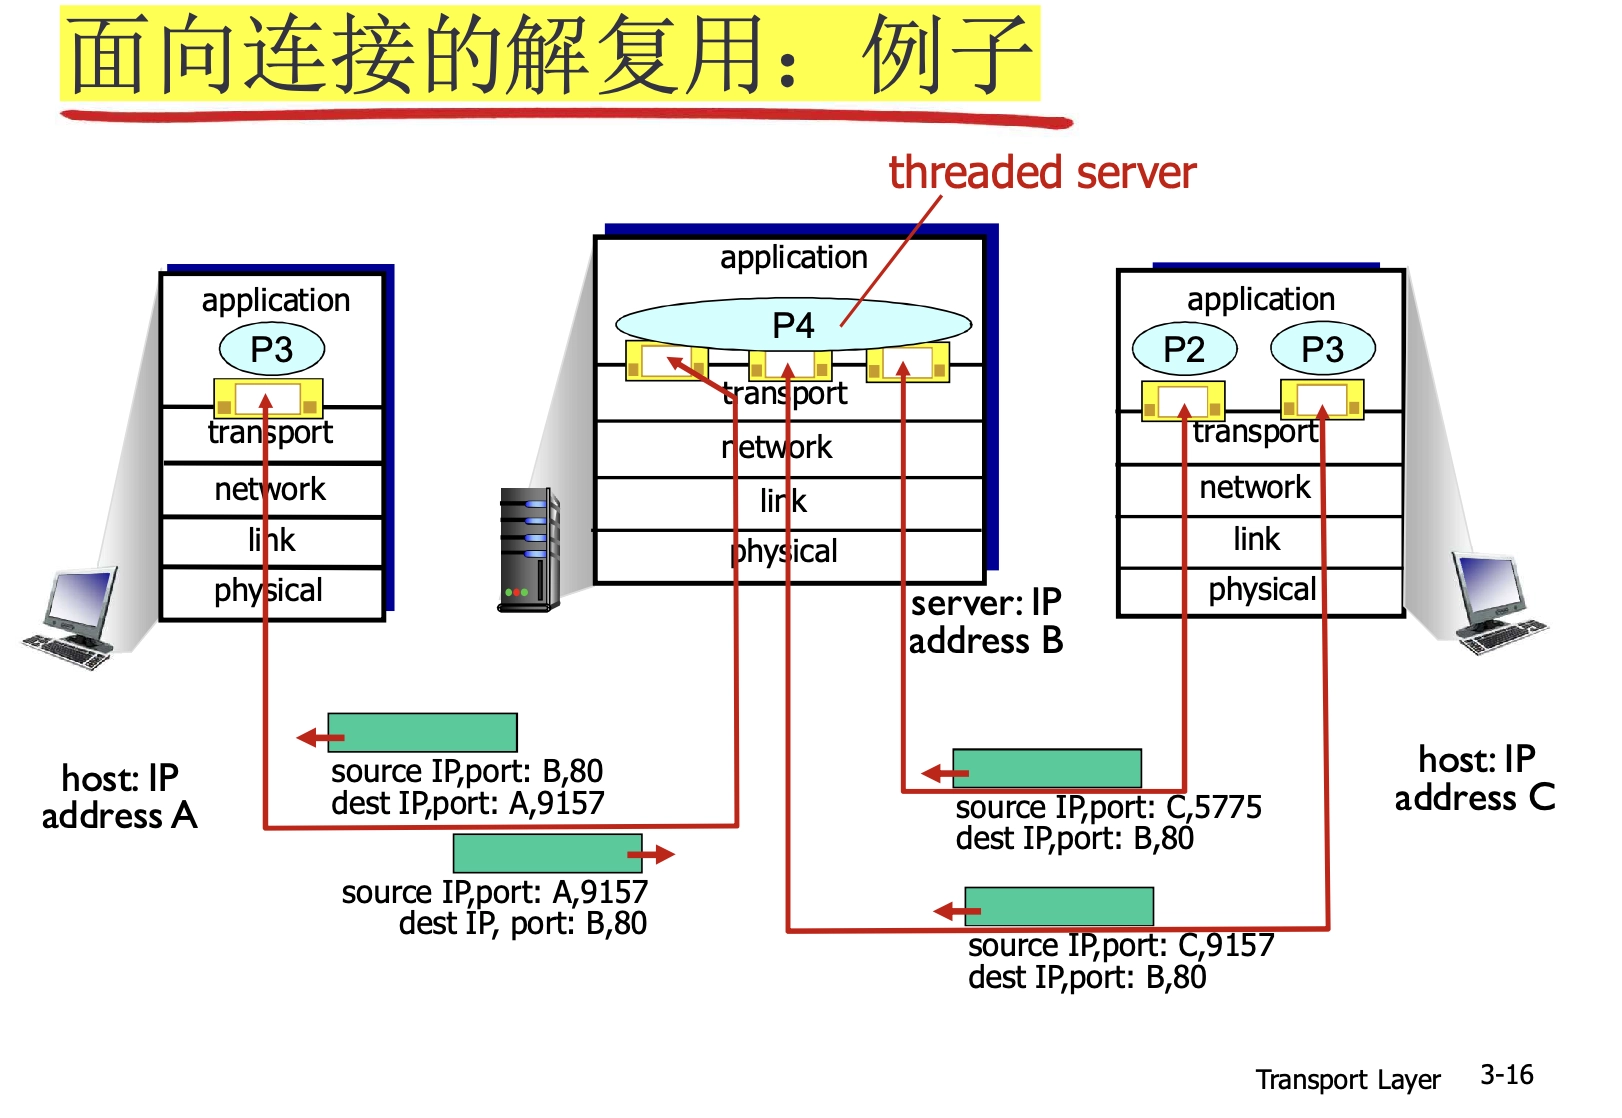 面向连接的解复用：例子
threaded server
application
P3
transport
network
link
physical
application
P4
transport
network
link
physical
application
P2
P3
transport
network
link
physical
server: IP
address B
host: IP
address A
host: IP
address C
source IP,port: B,80
dest IP,port: A,9157
source IP,port: A,9157
dest IP, port: B,80
source IP,port: C,5775
dest IP,port: B,80
source IP,port: C,9157
dest IP,port: B,80
Transport Layer
3-16